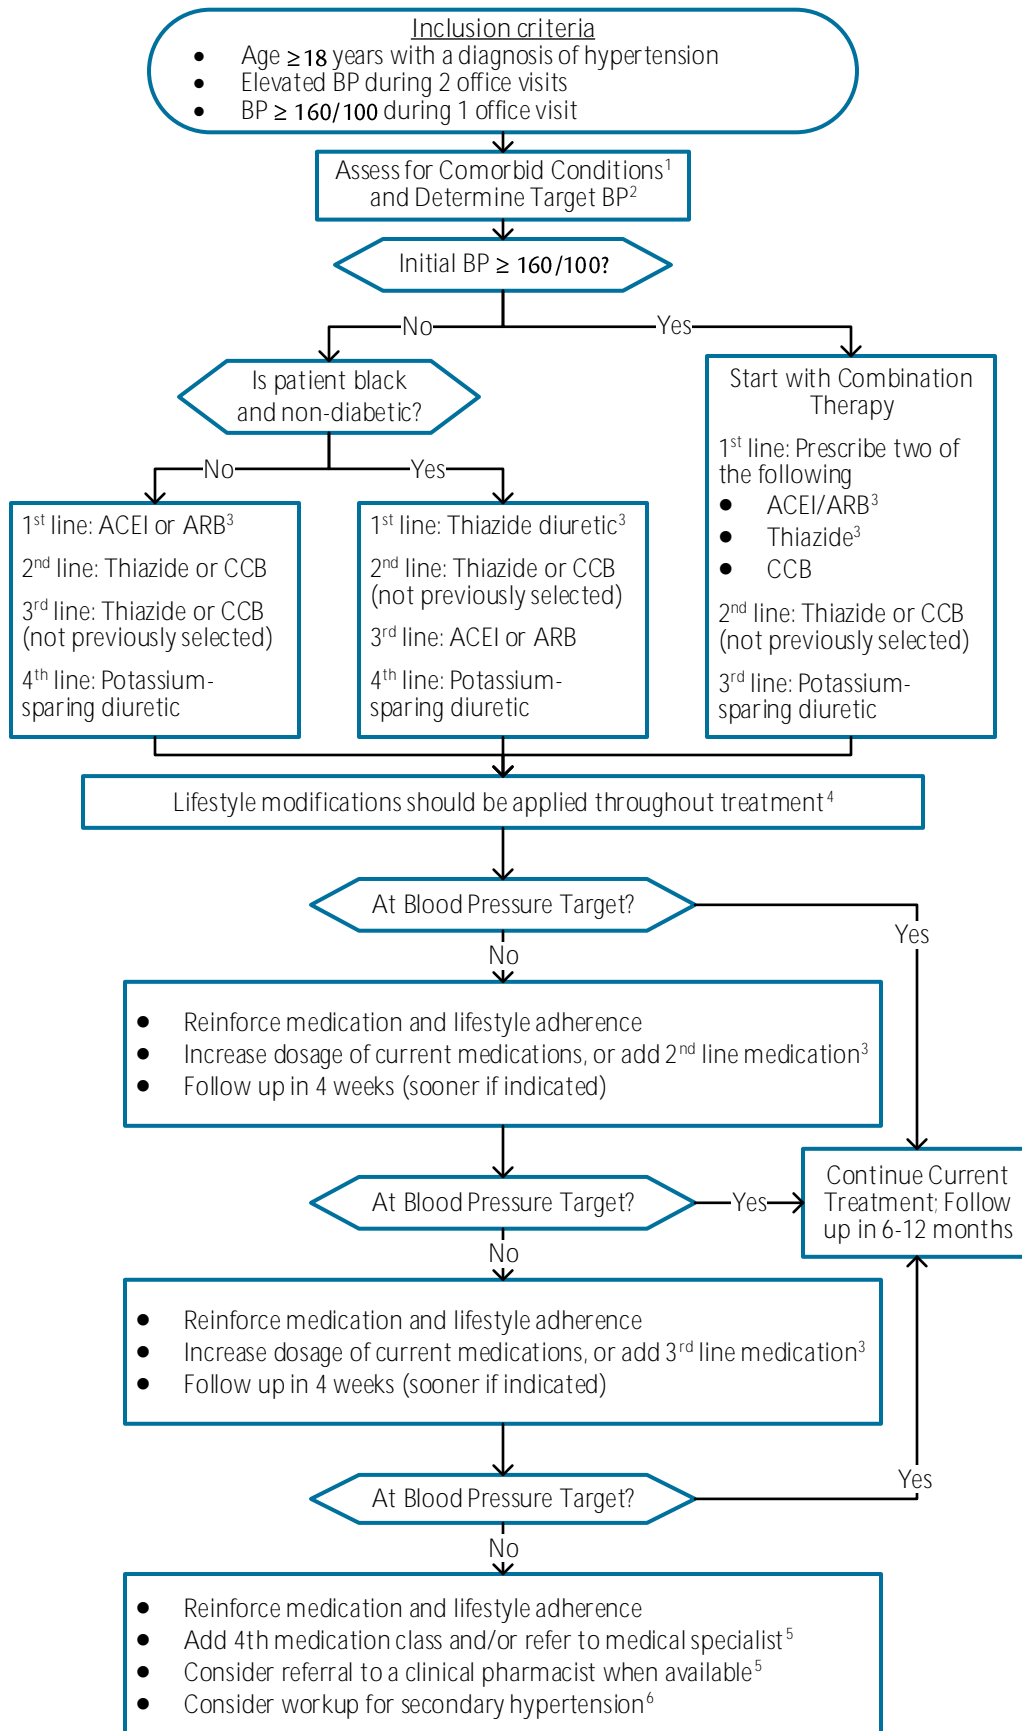 Inclusion criteria
● Age ≥ 18 years with a diagnosis of hypertension
● Elevated BP during 2 office visits
● BP ≥ 160/100 during 1 office visit
Assess for Comorbid Conditions¹
and Determine Target BP²
Initial BP ≥ 160/100?
No
Yes
Is patient black
and non-diabetic?
No
Yes
1st line: ACEI or ARB³
2nd line: Thiazide or CCB
3rd line: Thiazide or CCB
(not previously selected)
4th line: Potassium-
sparing diuretic
1st line: Thiazide diuretic³
2nd line: Thiazide or CCB
(not previously selected)
3rd line: ACEI or ARB
4th line: Potassium-
sparing diuretic
Start with Combination
Therapy
1st line: Prescribe two of
the following
● ACEI/ARB³
● Thiazide³
● CCB
2nd line: Thiazide or CCB
(not previously selected)
3rd line: Potassium-
sparing diuretic
Lifestyle modifications should be applied throughout treatment⁴
At Blood Pressure Target?
Yes
No
● Reinforce medication and lifestyle adherence
● Increase dosage of current medications, or add 2nd line medication³
● Follow up in 4 weeks (sooner if indicated)
At Blood Pressure Target?
Yes
Continue Current
Treatment; Follow
up in 6-12 months
No
● Reinforce medication and lifestyle adherence
● Increase dosage of current medications, or add 3rd line medication³
● Follow up in 4 weeks (sooner if indicated)
At Blood Pressure Target?
Yes
No
● Reinforce medication and lifestyle adherence
● Add 4th medication class and/or refer to medical specialist⁵
● Consider referral to a clinical pharmacist when available⁵
● Consider workup for secondary hypertension⁶